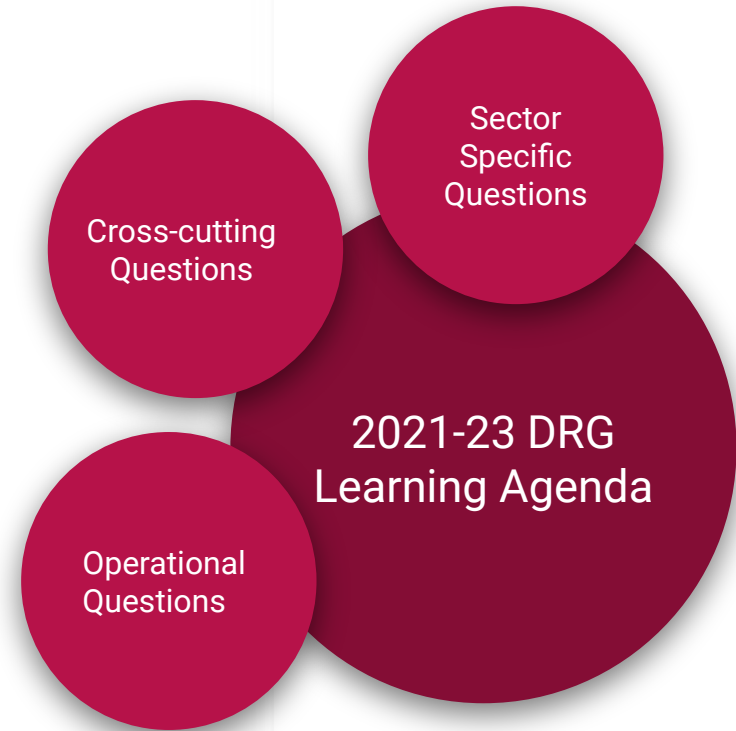 Sector
Specific
Questions
Cross-cutting
Questions
2021-23 DRG
Learning Agenda
Operational
Questions